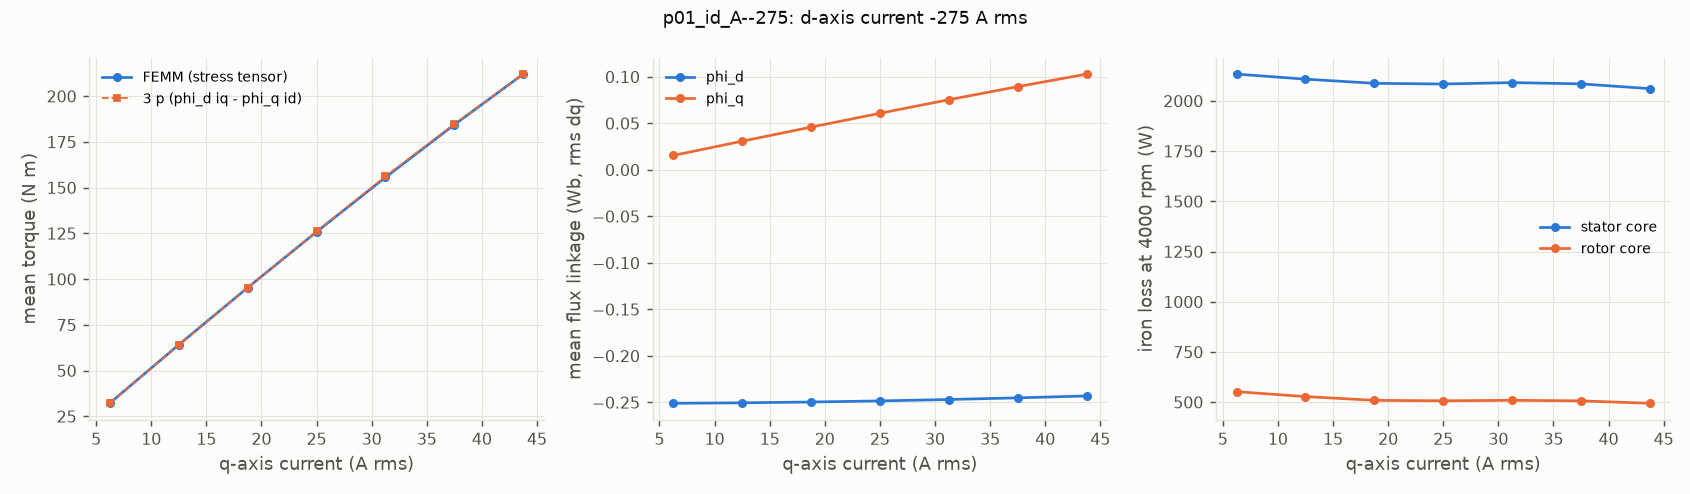 p01_id_A--275: d-axis current -275 A rms
mean torque (N m)
200
175
150
125
100
75
50
25
FEMM (stress tensor)
3 p (phi_d iq - phi_q id)
5 10 15 20 25 30 35 40 45
q-axis current (A rms)
mean flux linkage (Wb, rms dq)
0.10
0.05
0.00
−0.05
−0.10
−0.15
−0.20
−0.25
phi_d
phi_q
5 10 15 20 25 30 35 40 45
q-axis current (A rms)
iron loss at 4000 rpm (W)
2000
1750
1500
1250
1000
750
500
stator core
rotor core
5 10 15 20 25 30 35 40 45
q-axis current (A rms)